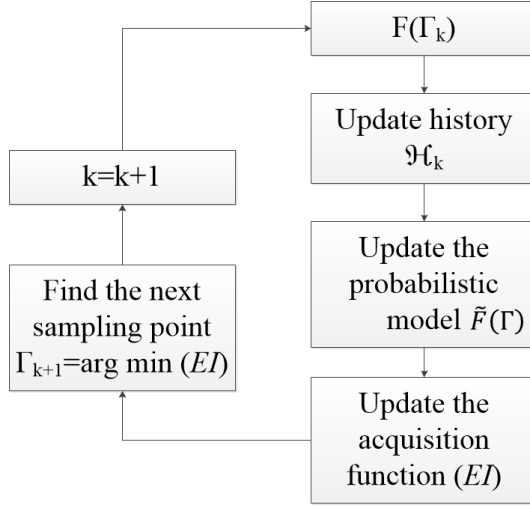 F(Γₖ)
Update history
ℌₖ
k=k+1
Update the
probabilistic
model F̃(Γ)
Find the next
sampling point
Γₖ₊₁=arg min (EI)
Update the
acquisition
function (EI)